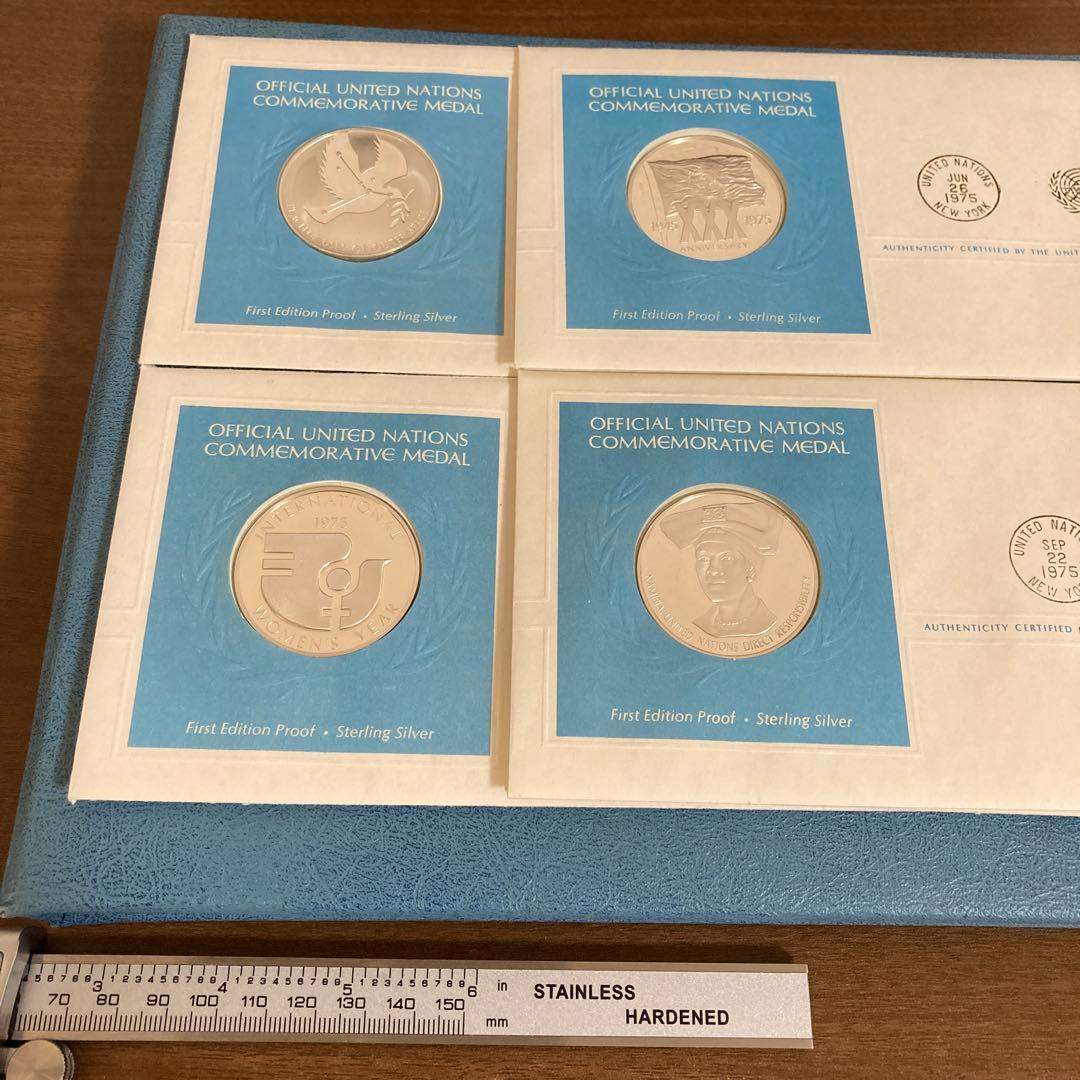 OFFICIAL UNITED NATIONS
COMMEMORATIVE MEDAL
First Edition Proof • Sterling Silver
OFFICIAL UNITED NATIONS
COMMEMORATIVE MEDAL
1945 1975
ANNIVERSARY
First Edition Proof • Sterling Silver
UNITED NATIONS
JUN
26
1975
NEW YORK
AUTHENTICITY CERTIFIED BY THE UNIT
OFFICIAL UNITED NATIONS
COMMEMORATIVE MEDAL
INTERNATIONAL
1975
WOMEN'S YEAR
First Edition Proof • Sterling Silver
OFFICIAL UNITED NATIONS
COMMEMORATIVE MEDAL
NAMIBIA: UNITED NATIONS DIRECT RESPONSIBILITY
First Edition Proof • Sterling Silver
UNITED NATI
SEP
22
1975
NEW YO
AUTHENTICITY CERTIFIED
3 4 5 6 in
70 80 90 100 110 120 130 140 150 mm
STAINLESS
HARDENED